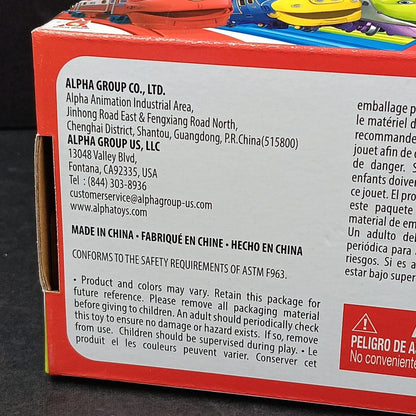 ALPHA GROUP CO., LTD.
Alpha Animation Industrial Area,
Jinhong Road East & Fengxiang Road North,
Chenghai District, Shantou, Guangdong, P.R.China(515800)
ALPHA GROUP US, LLC
13048 Valley Blvd,
Fontana, CA92335, USA
Tel : (844) 303-8936
customerservice@alphagroup-us.com
www.alphatoys.com
MADE IN CHINA • FABRIQUÉ EN CHINE • HECHO EN CHINA
CONFORMS TO THE SAFETY REQUIREMENTS OF ASTM F963.
• Product and colors may vary. Retain this package for
future reference. Please remove all packaging material
before giving to children. An adult should periodically check
this toy to ensure no damage or hazard exists. If so, remove
from use. Children should be supervised during play. • Le
produit et les couleurs peuvent varier. Conserver cet
emballage p
le matériel d
recommande
jouet afin de
de danger. S
enfants doiven
ce jouet. El pro
este paquete
material de em
Un adulto de
periódica para
riesgos. Si es a
estar bajo super
PELIGRO DE AS
No conveniente